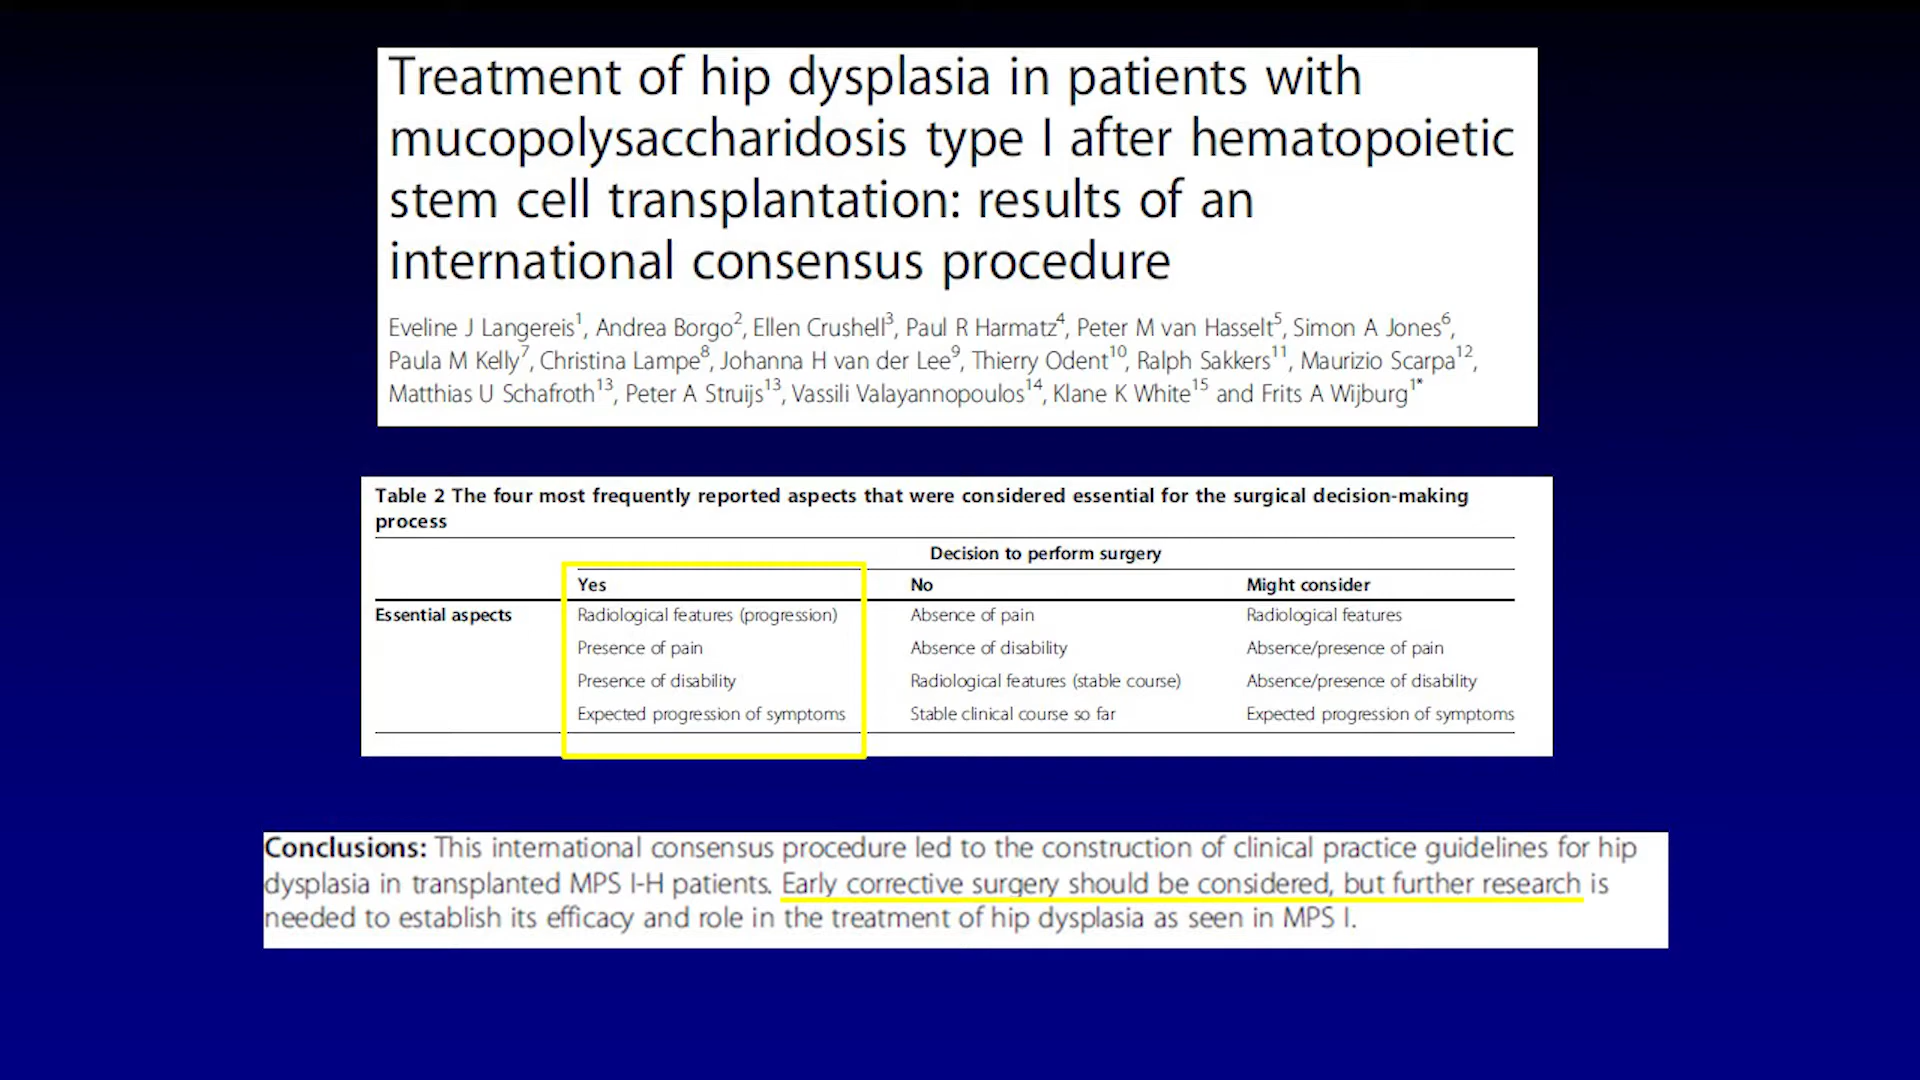 Treatment of hip dysplasia in patients with
mucopolysaccharidosis type I after hematopoietic
stem cell transplantation: results of an
international consensus procedure
Eveline J Langereis1, Andrea Borgo2, Ellen Crushell3, Paul R Harmatz4, Peter M van Hasselt5, Simon A Jones6,
Paula M Kelly7, Christina Lampe8, Johanna H van der Lee9, Thierry Odent10, Ralph Sakkers11, Maurizio Scarpa12,
Matthias U Schafroth13, Peter A Struijs13, Vassili Valayannopoulos14, Klane K White15 and Frits A Wijburg1*
Table 2 The four most frequently reported aspects that were considered essential for the surgical decision-making
process
Decision to perform surgery
Yes No Might consider
Essential aspects Radiological features (progression) Absence of pain Radiological features
Presence of pain Absence of disability Absence/presence of pain
Presence of disability Radiological features (stable course) Absence/presence of disability
Expected progression of symptoms Stable clinical course so far Expected progression of symptoms
Conclusions: This international consensus procedure led to the construction of clinical practice guidelines for hip
dysplasia in transplanted MPS I-H patients. Early corrective surgery should be considered, but further research is
needed to establish its efficacy and role in the treatment of hip dysplasia as seen in MPS I.